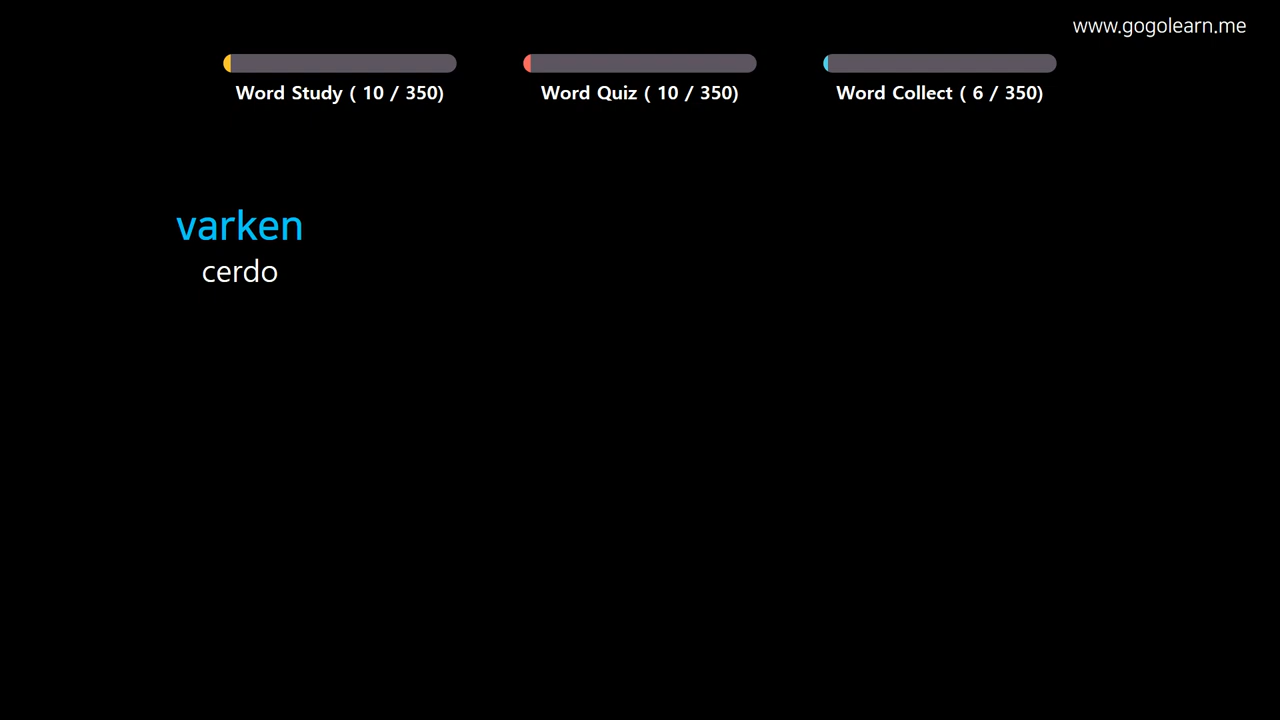 www.gogolearn.me
Word Study ( 10 / 350)
Word Quiz ( 10 / 350)
Word Collect ( 6 / 350)
varken
cerdo